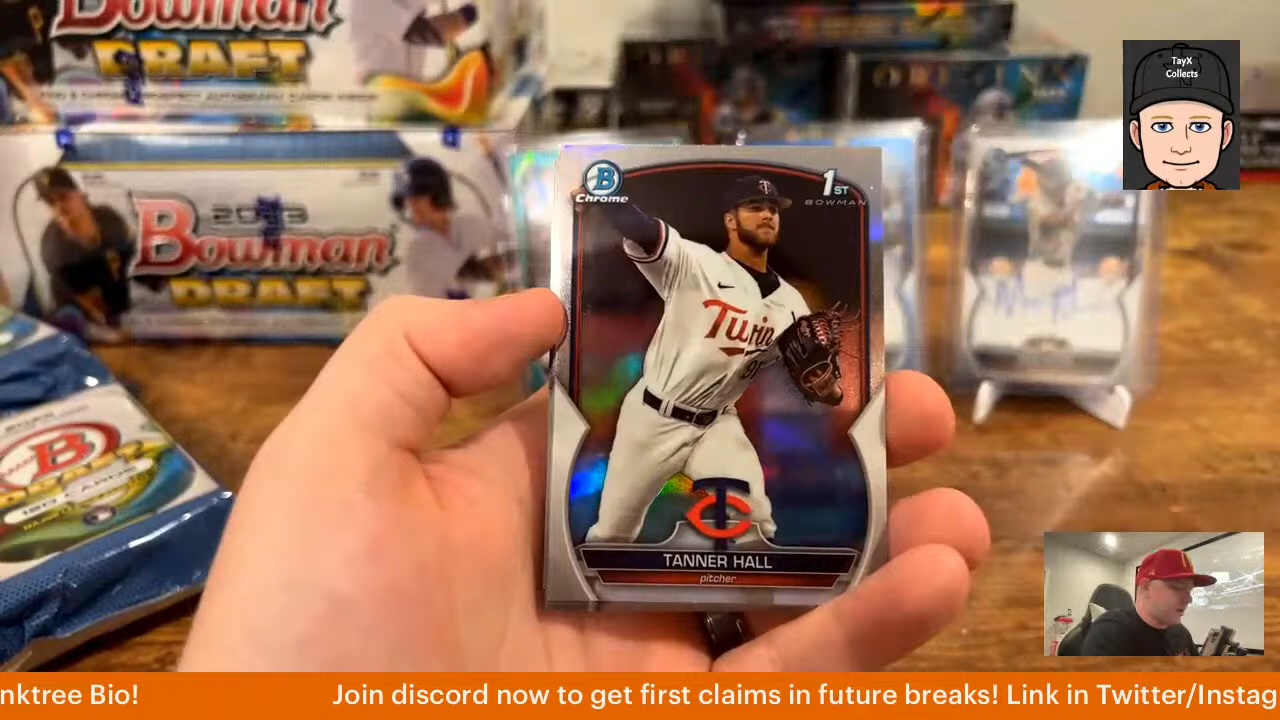 Bowman
DRAFT
2023
Bowman
DRAFT
TayX
Collects
B
Chrome
1ST
BOWMAN
Twin
TANNER HALL
pitcher
B
nktree Bio!
Join discord now to get first claims in future breaks! Link in Twitter/Instag